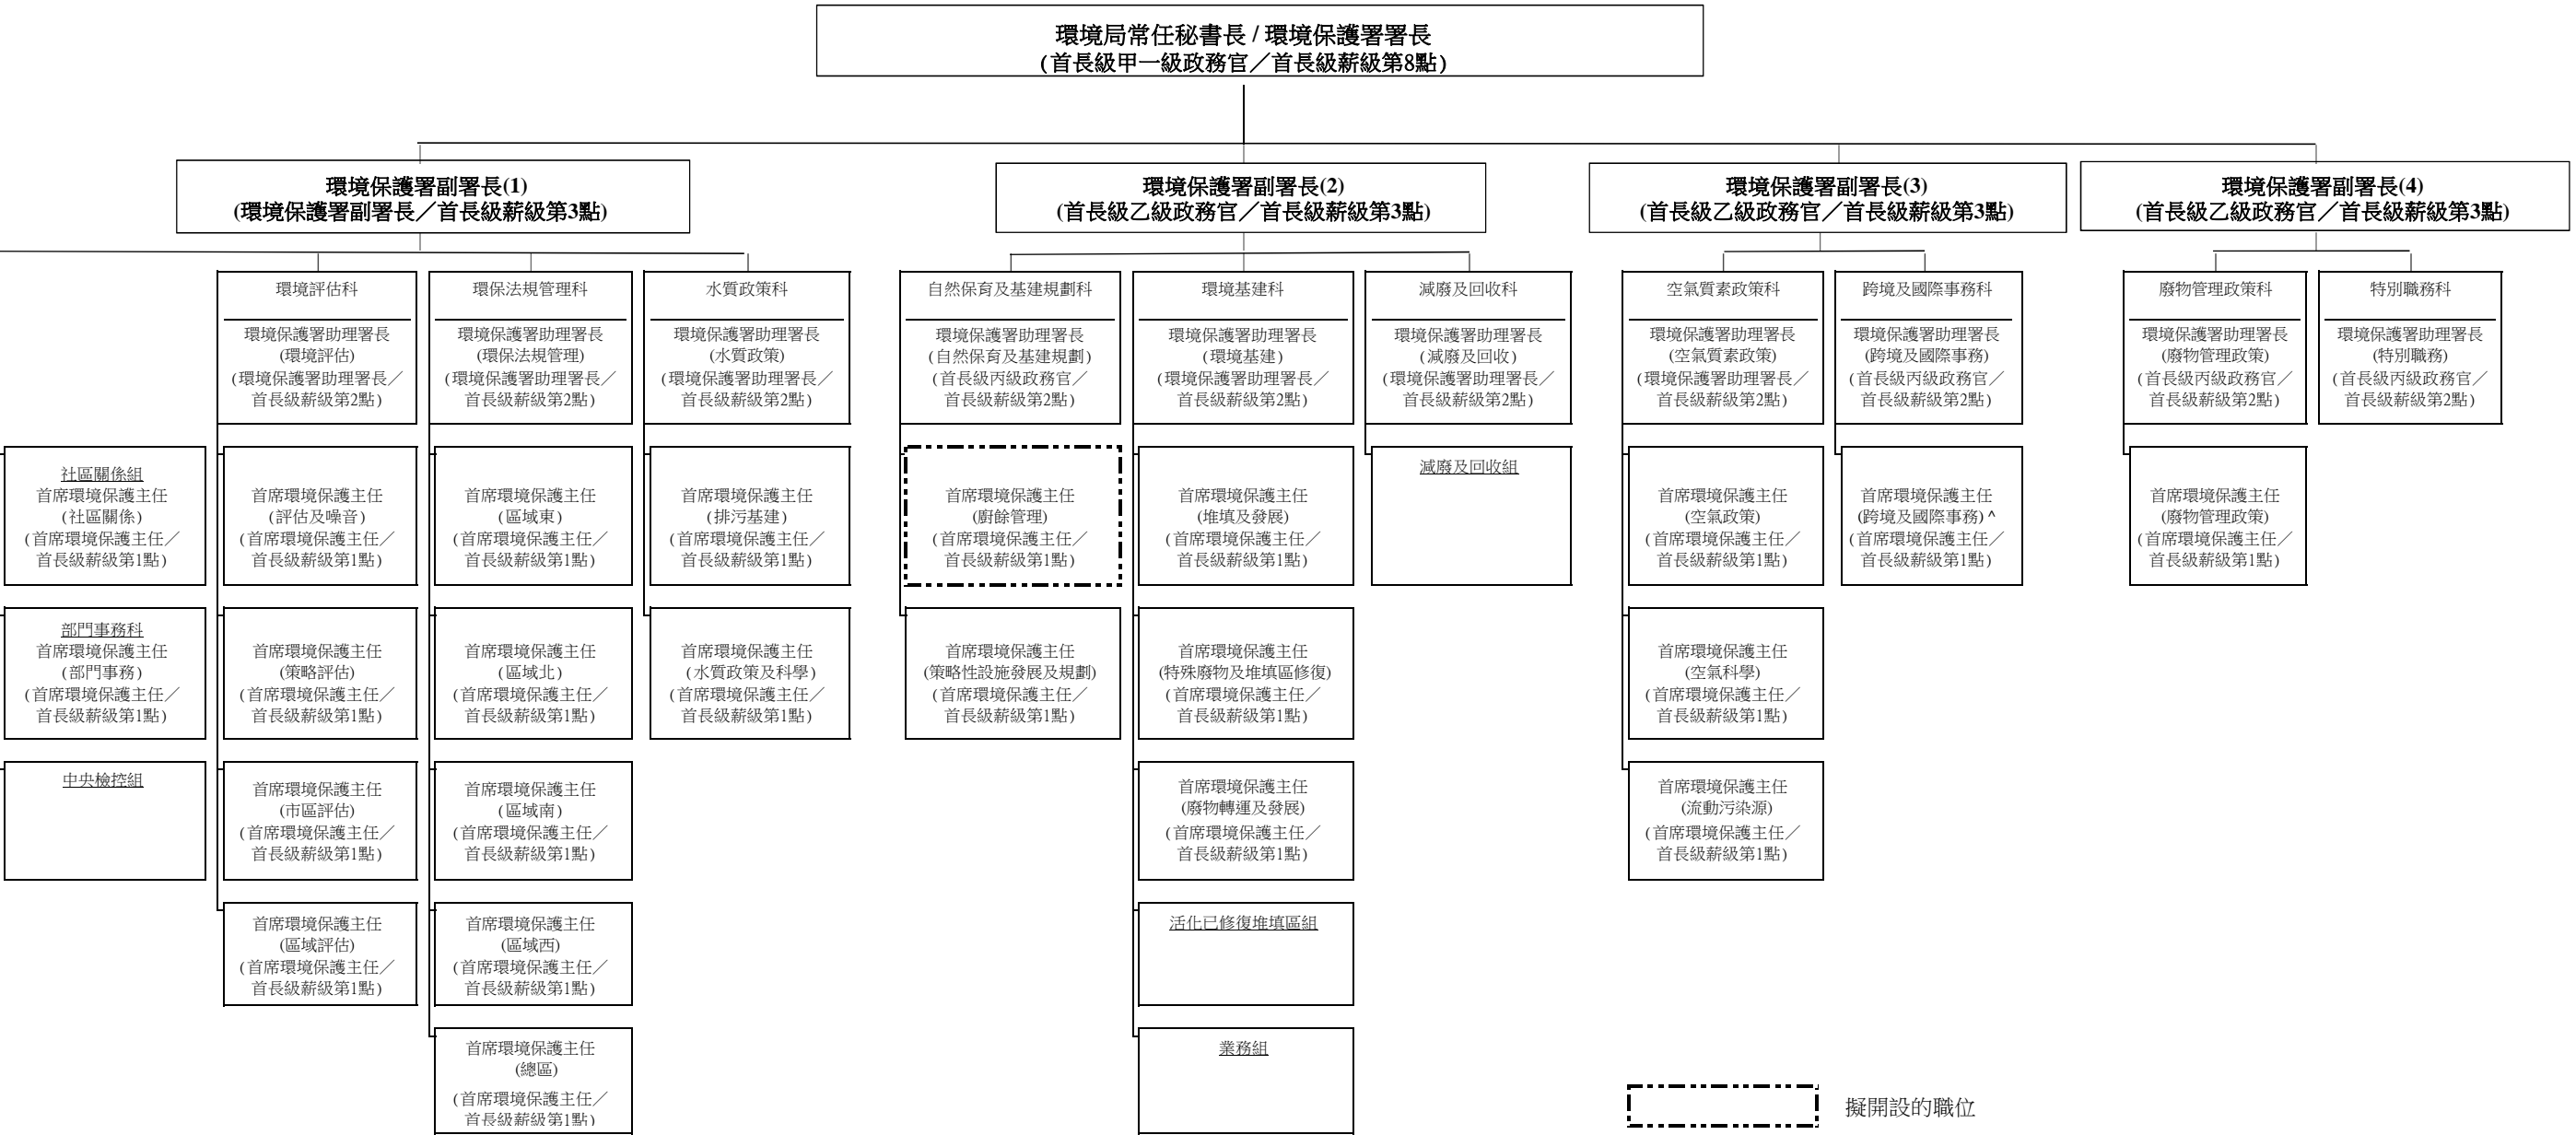 環境局常任秘書長 / 環境保護署署長
(首長級甲一級政務官／首長級薪級第8點)
環境保護署副署長(1)
(環境保護署副署長／首長級薪級第3點)
環境保護署副署長(2)
(首長級乙級政務官／首長級薪級第3點)
環境保護署副署長(3)
(首長級乙級政務官／首長級薪級第3點)
環境保護署副署長(4)
(首長級乙級政務官／首長級薪級第3點)
社區關係組
首席環境保護主任
(社區關係)
(首席環境保護主任／
首長級薪級第1點)
部門事務科
首席環境保護主任
(部門事務)
(首席環境保護主任／
首長級薪級第1點)
中央檢控組
環境評估科
環境保護署助理署長
(環境評估)
(環境保護署助理署長／
首長級薪級第2點)
首席環境保護主任
(評估及噪音)
(首席環境保護主任／
首長級薪級第1點)
首席環境保護主任
(策略評估)
(首席環境保護主任／
首長級薪級第1點)
首席環境保護主任
(市區評估)
(首席環境保護主任／
首長級薪級第1點)
首席環境保護主任
(區域評估)
(首席環境保護主任／
首長級薪級第1點)
環保法規管理科
環境保護署助理署長
(環保法規管理)
(環境保護署助理署長／
首長級薪級第2點)
首席環境保護主任
(區域東)
(首席環境保護主任／
首長級薪級第1點)
首席環境保護主任
(區域北)
(首席環境保護主任／
首長級薪級第1點)
首席環境保護主任
(區域南)
(首席環境保護主任／
首長級薪級第1點)
首席環境保護主任
(區域西)
(首席環境保護主任／
首長級薪級第1點)
首席環境保護主任
(總區)
(首席環境保護主任／
首長級薪級第1點)
水質政策科
環境保護署助理署長
(水質政策)
(環境保護署助理署長／
首長級薪級第2點)
首席環境保護主任
(排污基建)
(首席環境保護主任／
首長級薪級第1點)
首席環境保護主任
(水質政策及科學)
(首席環境保護主任／
首長級薪級第1點)
自然保育及基建規劃科
環境保護署助理署長
(自然保育及基建規劃)
(首長級丙級政務官／
首長級薪級第2點)
首席環境保護主任
(廚餘管理)
(首席環境保護主任／
首長級薪級第1點)
首席環境保護主任
(策略性設施發展及規劃)
(首席環境保護主任／
首長級薪級第1點)
環境基建科
環境保護署助理署長
(環境基建)
(環境保護署助理署長／
首長級薪級第2點)
首席環境保護主任
(堆填及發展)
(首席環境保護主任／
首長級薪級第1點)
首席環境保護主任
(特殊廢物及堆填區修復)
(首席環境保護主任／
首長級薪級第1點)
首席環境保護主任
(廢物轉運及發展)
(首席環境保護主任／
首長級薪級第1點)
活化已修復堆填區組
業務組
減廢及回收科
環境保護署助理署長
(減廢及回收)
(環境保護署助理署長／
首長級薪級第2點)
減廢及回收組
空氣質素政策科
環境保護署助理署長
(空氣質素政策)
(環境保護署助理署長／
首長級薪級第2點)
首席環境保護主任
(空氣政策)
(首席環境保護主任／
首長級薪級第1點)
首席環境保護主任
(空氣科學)
(首席環境保護主任／
首長級薪級第1點)
首席環境保護主任
(流動污染源)
(首席環境保護主任／
首長級薪級第1點)
跨境及國際事務科
環境保護署助理署長
(跨境及國際事務)
(首長級丙級政務官／
首長級薪級第2點)
首席環境保護主任
(跨境及國際事務)^
(首席環境保護主任／
首長級薪級第1點)
廢物管理政策科
環境保護署助理署長
(廢物管理政策)
(首長級丙級政務官／
首長級薪級第2點)
首席環境保護主任
(廢物管理政策)
(首席環境保護主任／
首長級薪級第1點)
特別職務科
環境保護署助理署長
(特別職務)
(首長級丙級政務官／
首長級薪級第2點)
擬開設的職位